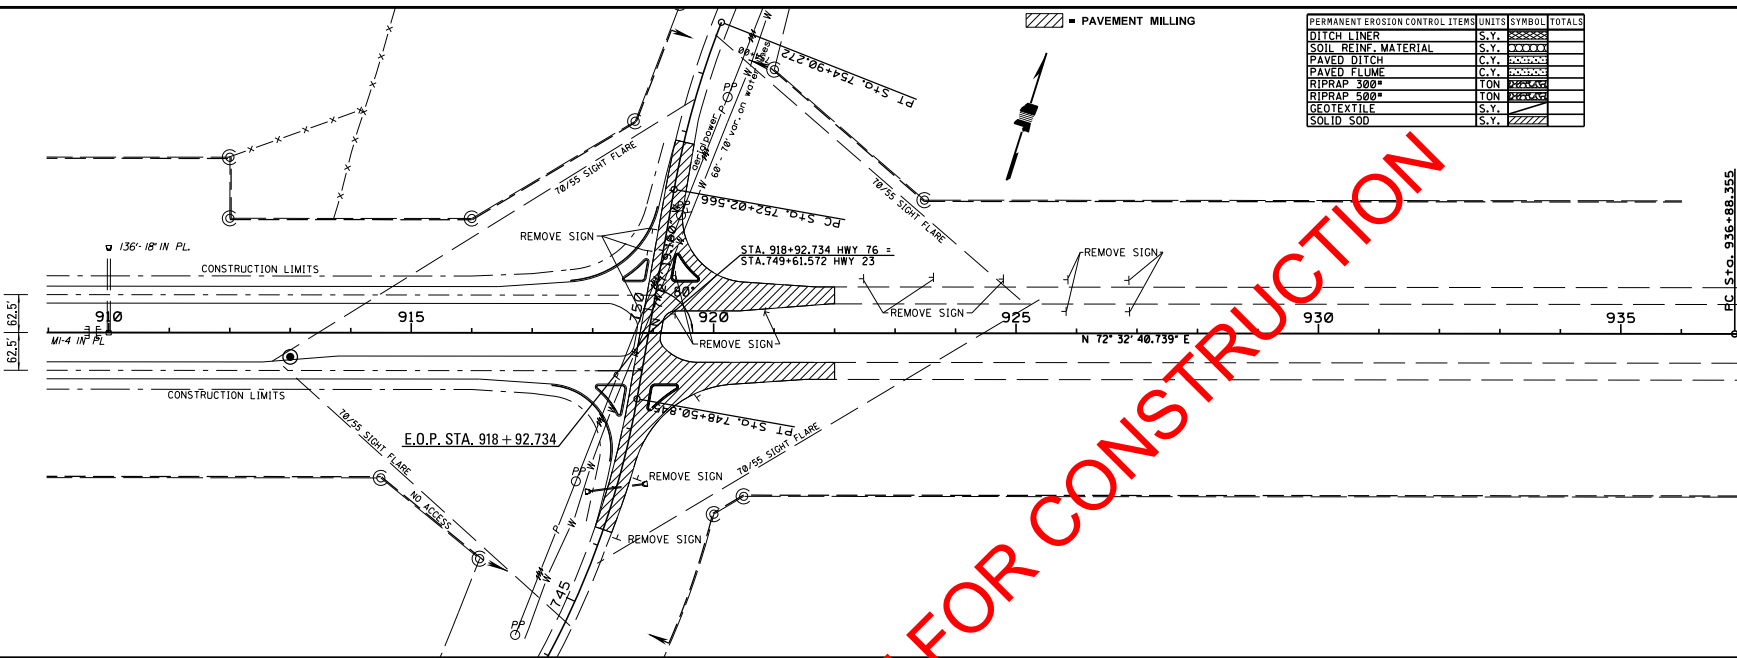 = PAVEMENT MILLING
PERMANENT EROSION CONTROL ITEMS UNITS SYMBOL TOTALS
DITCH LINER S.Y.
SOIL REINF. MATERIAL S.Y.
PAVED DITCH C.Y.
PAVED FLUME C.Y.
RIPRAP 300# TON
RIPRAP 500# TON
GEOTEXTILE S.Y.
SOLID SOD S.Y.
PT Sta. 754+90.272
aerial power
60' - 70' var. on water lines
PP
70/55 SIGHT FLARE
70/55 SIGHT FLARE
PC Sta. 752+02.566
PC Sta. 936+88.355
136'-18" IN PL.
REMOVE SIGN
STA. 918+92.734 HWY 76 =
STA.749+61.572 HWY 23
REMOVE SIGN
CONSTRUCTION LIMITS
80°
750
REMOVE SIGN
62.5'
62.5'
910
915
920
925
930
935
MI-4 IN PL
REMOVE SIGN
N 72° 32' 40.739" E
CONSTRUCTION LIMITS
PT Sta. 748+50.845
E.O.P. STA. 918+92.734
70/55 SIGHT FLARE
70/55 SIGHT FLARE
PP
REMOVE SIGN
NO ACCESS
REMOVE SIGN
745
PP
FOR CONSTRUCTION